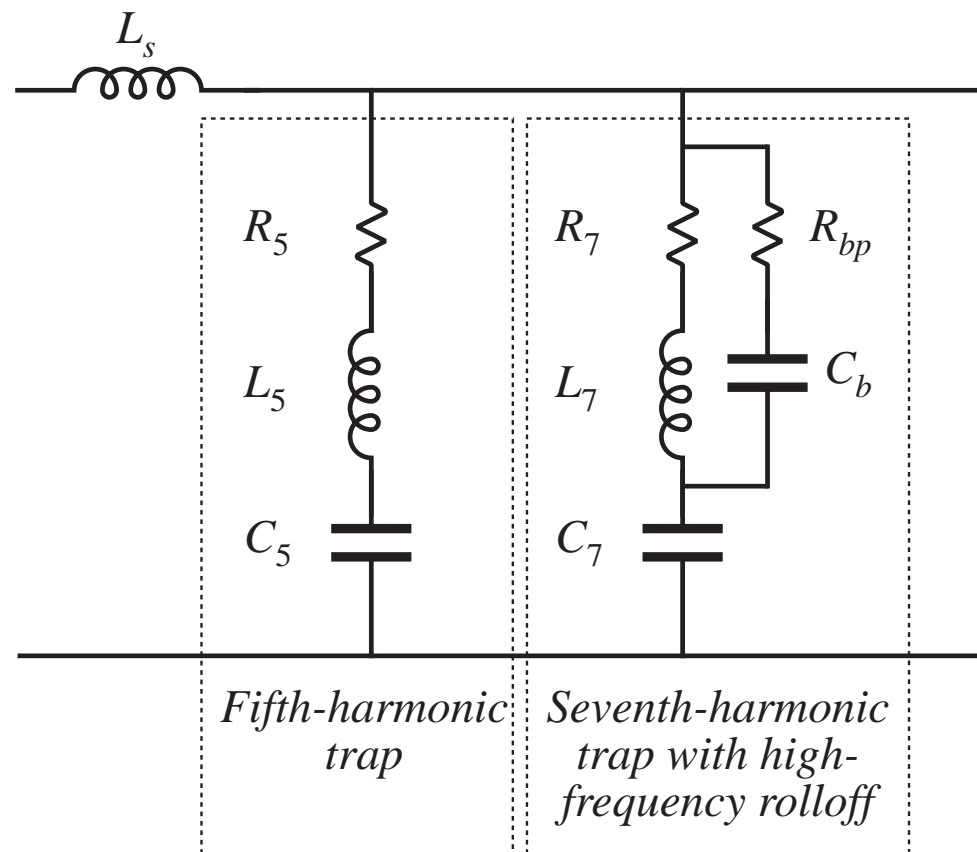 L_s
R_5
R_7
R_bp
L_5
L_7
C_b
C_5
C_7
Fifth-harmonic
trap
Seventh-harmonic
trap with high-
frequency rolloff